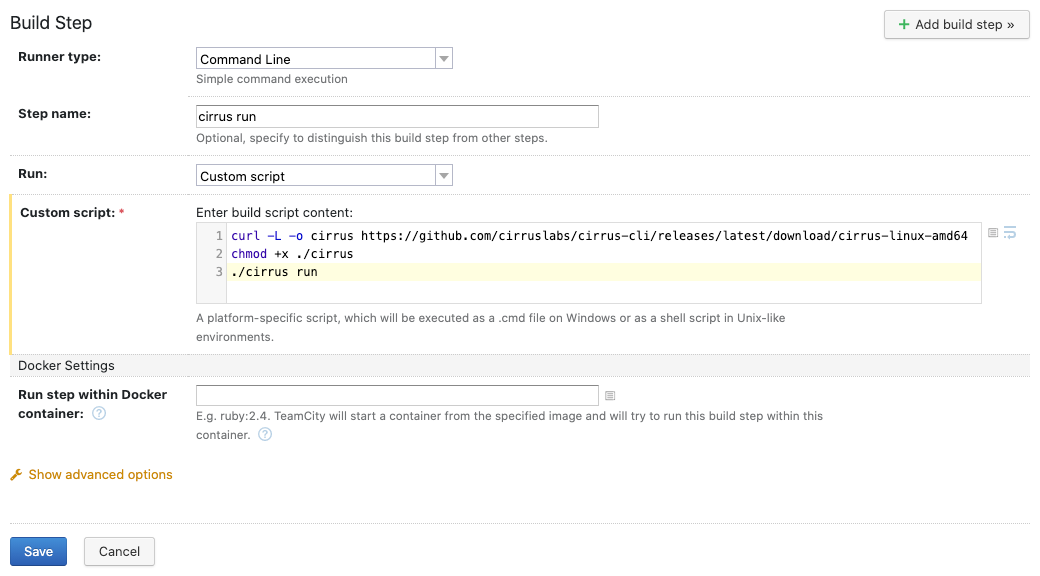 Build Step
+ Add build step »
Runner type:
Command Line
Simple command execution
Step name:
cirrus run
Optional, specify to distinguish this build step from other steps.
Run:
Custom script
Custom script: *
Enter build script content:
1 curl -L -o cirrus https://github.com/cirruslabs/cirrus-cli/releases/latest/download/cirrus-linux-amd64
2 chmod +x ./cirrus
3 ./cirrus run
A platform-specific script, which will be executed as a .cmd file on Windows or as a shell script in Unix-like
environments.
Docker Settings
Run step within Docker
container: ?
E.g. ruby:2.4. TeamCity will start a container from the specified image and will try to run this build step within this
container. ?
Show advanced options
Save
Cancel